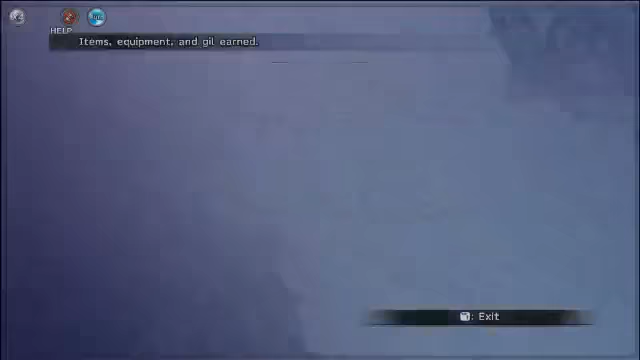 HELP
Items, equipment, and gil earned.
: Exit